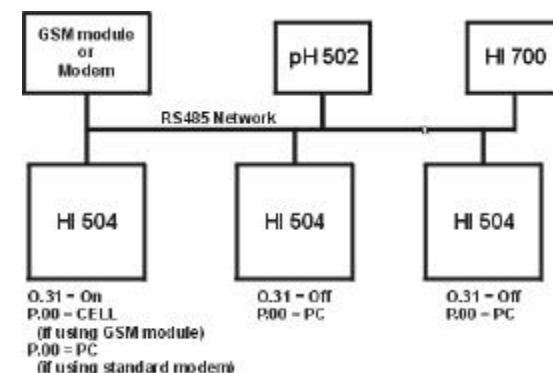 GSM module
or
Modem
pH 502
HI 700
RS485 Network
HI 504
HI 504
HI 504
O.31 = On
P.00 = CELL
(if using GSM module)
P.00 = PC
(if using standard modem)
O.31 = Off
P.00 = PC
O.31 = Off
P.00 = PC